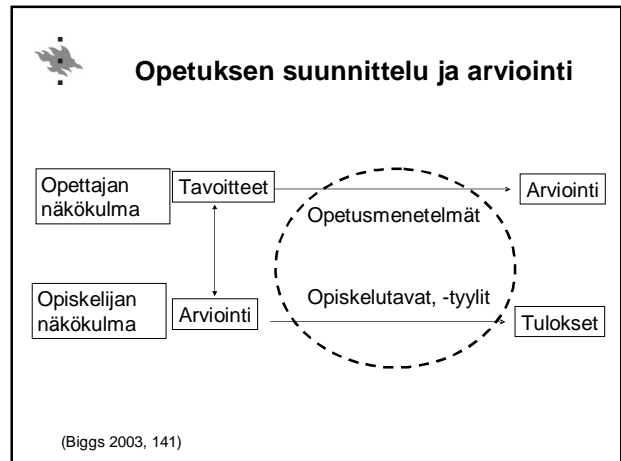 Opetuksen suunnittelu ja arviointi
Opettajan
näkökulma
Tavoitteet
Arviointi
Opetusmenetelmät
Opiskelijan
näkökulma
Arviointi
Opiskelutavat, -tyylit
Tulokset
(Biggs 2003, 141)